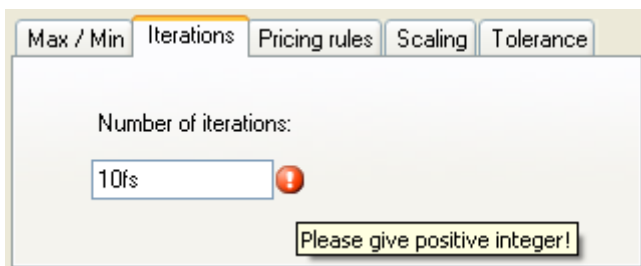 Max / Min Iterations Pricing rules Scaling Tolerance
Number of iterations:
10fs
Please give positive integer!